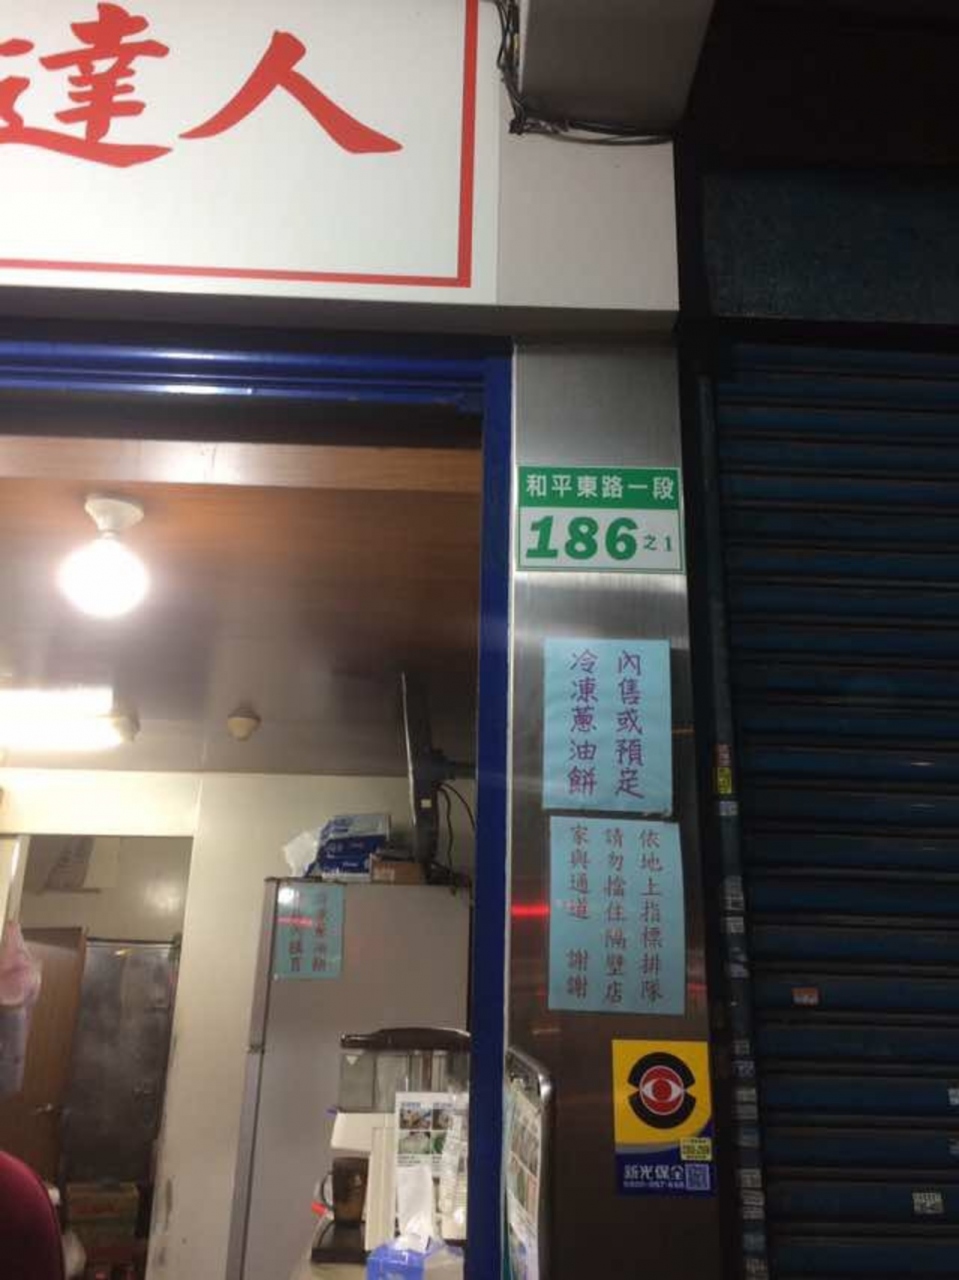 達人
和平東路一段
186之1
內售或預定
冷凍蔥油餅
依地上指標排隊
請勿擋住隔壁店
家與通道 謝謝
新光保全